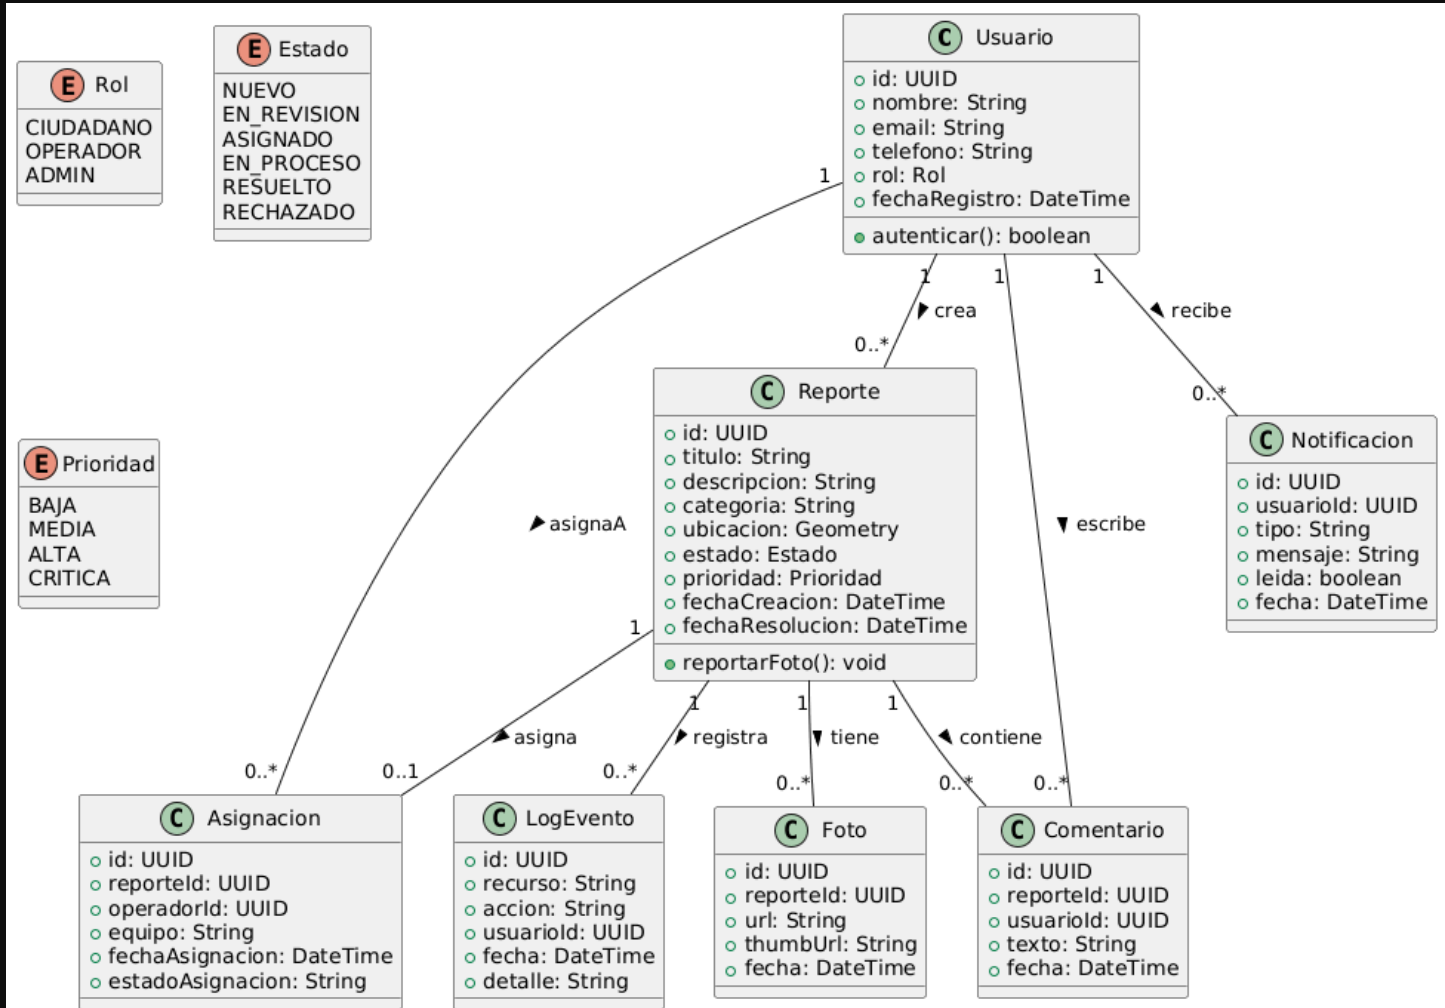 E Rol
CIUDADANO
OPERADOR
ADMIN
E Estado
NUEVO
EN_REVISION
ASIGNADO
EN_PROCESO
RESUELTO
RECHAZADO
C Usuario
id: UUID
nombre: String
email: String
telefono: String
rol: Rol
fechaRegistro: DateTime
autenticar(): boolean
1
1
1
1
crea
recibe
0..*
0..*
E Prioridad
BAJA
MEDIA
ALTA
CRITICA
asignaA
C Reporte
id: UUID
titulo: String
descripcion: String
categoria: String
ubicacion: Geometry
estado: Estado
prioridad: Prioridad
fechaCreacion: DateTime
fechaResolucion: DateTime
reportarFoto(): void
escribe
C Notificacion
id: UUID
usuarioId: UUID
tipo: String
mensaje: String
leida: boolean
fecha: DateTime
1
1
1
1
asigna
registra
tiene
contiene
0..*
0..1
0..*
0..*
0..*
0..*
C Asignacion
id: UUID
reporteId: UUID
operadorId: UUID
equipo: String
fechaAsignacion: DateTime
estadoAsignacion: String
C LogEvento
id: UUID
recurso: String
accion: String
usuarioId: UUID
fecha: DateTime
detalle: String
C Foto
id: UUID
reporteId: UUID
url: String
thumbUrl: String
fecha: DateTime
C Comentario
id: UUID
reporteId: UUID
usuarioId: UUID
texto: String
fecha: DateTime